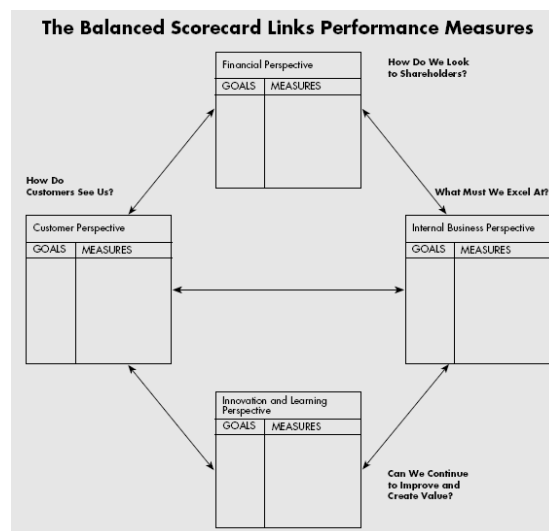 The Balanced Scorecard Links Performance Measures
Financial Perspective
GOALS MEASURES
How Do We Look
to Shareholders?
How Do
Customers See Us?
What Must We Excel At?
Customer Perspective
GOALS MEASURES
Internal Business Perspective
GOALS MEASURES
Innovation and Learning
Perspective
GOALS MEASURES
Can We Continue
to Improve and
Create Value?